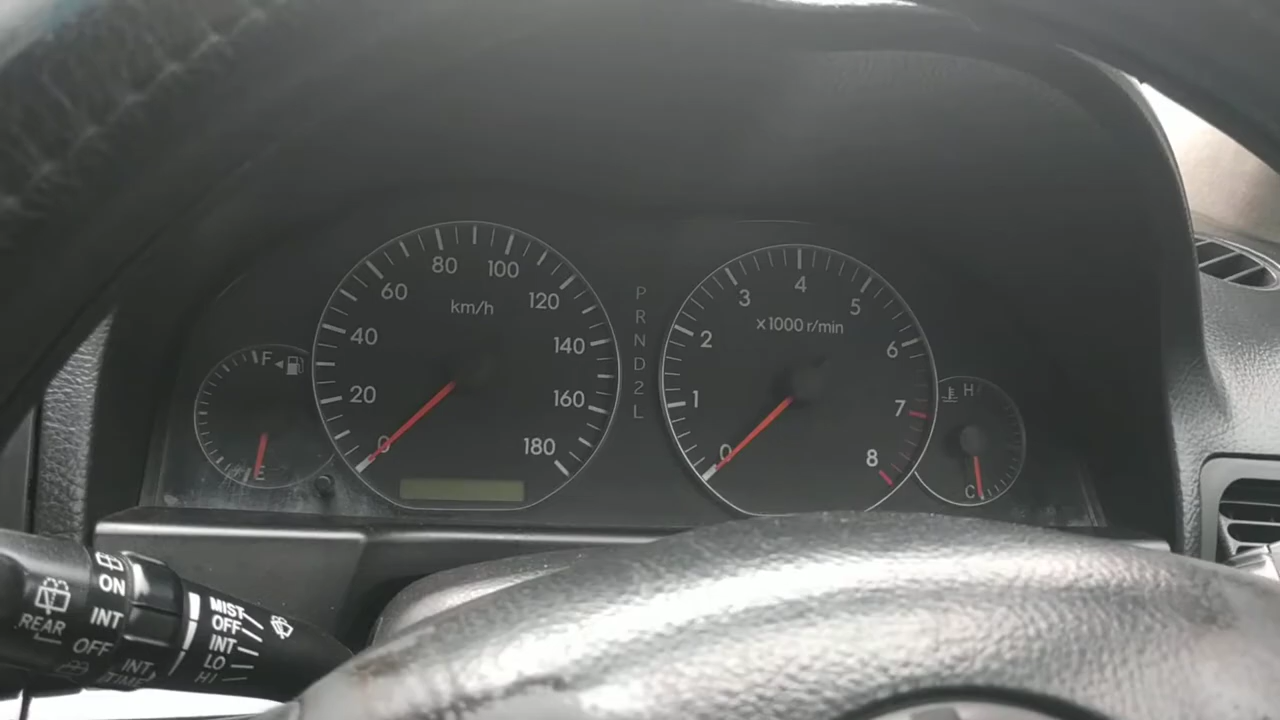 F
E
km/h
0
20
40
60
80
100
120
140
160
180
P
R
N
D
2
L
x1000 r/min
0
1
2
3
4
5
6
7
8
H
C
REAR
ON
INT
OFF
INT
TIME
MIST
OFF
INT
LO
HI